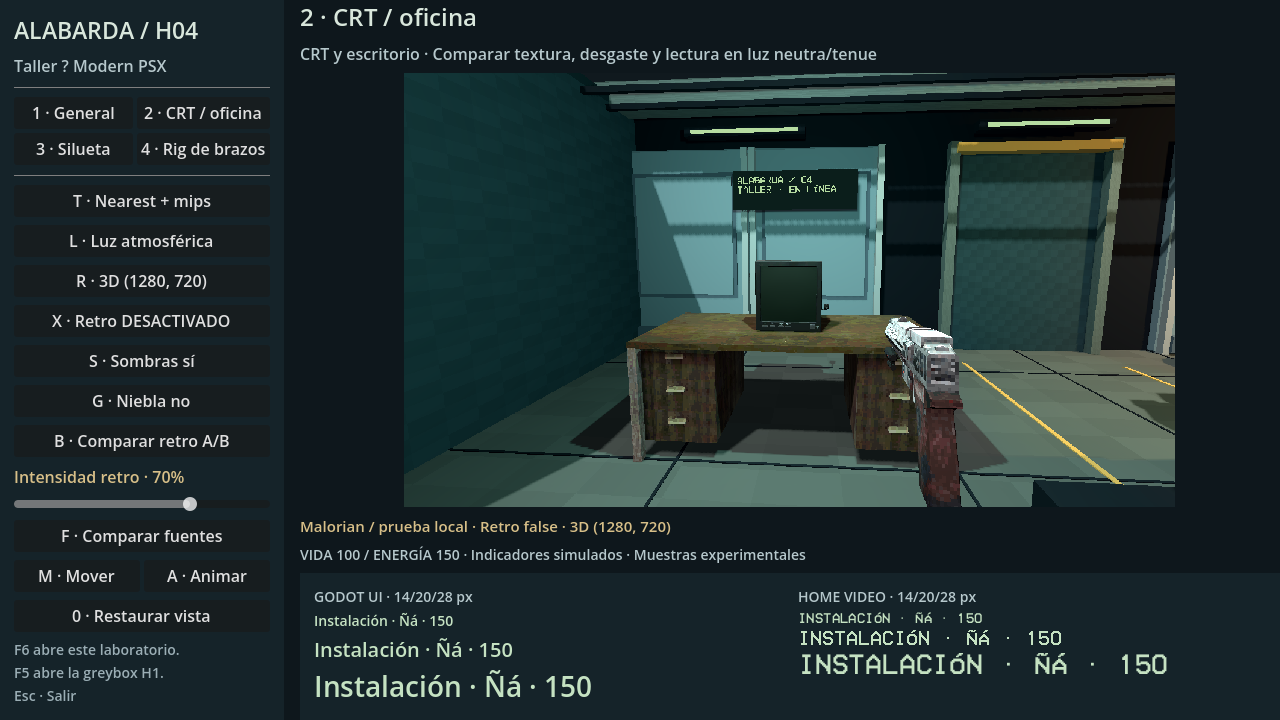 ALABARDA / H04
Taller ? Modern PSX
1 · General
2 · CRT / oficina
3 · Silueta
4 · Rig de brazos
T · Nearest + mips
L · Luz atmosférica
R · 3D (1280, 720)
X · Retro DESACTIVADO
S · Sombras sí
G · Niebla no
B · Comparar retro A/B
Intensidad retro · 70%
F · Comparar fuentes
M · Mover
A · Animar
0 · Restaurar vista
F6 abre este laboratorio.
F5 abre la greybox H1.
Esc · Salir
2 · CRT / oficina
CRT y escritorio · Comparar textura, desgaste y lectura en luz neutra/tenue
TALLER · EN LÍNEA
Malorian / prueba local · Retro false · 3D (1280, 720)
VIDA 100 / ENERGÍA 150 · Indicadores simulados · Muestras experimentales
GODOT UI · 14/20/28 px
Instalación · Ñá · 150
Instalación · Ñá · 150
Instalación · Ñá · 150
HOME VIDEO · 14/20/28 px
INSTALACIóN · Ñá · 150
INSTALACIóN · Ñá · 150
INSTALACIóN · Ñá · 150